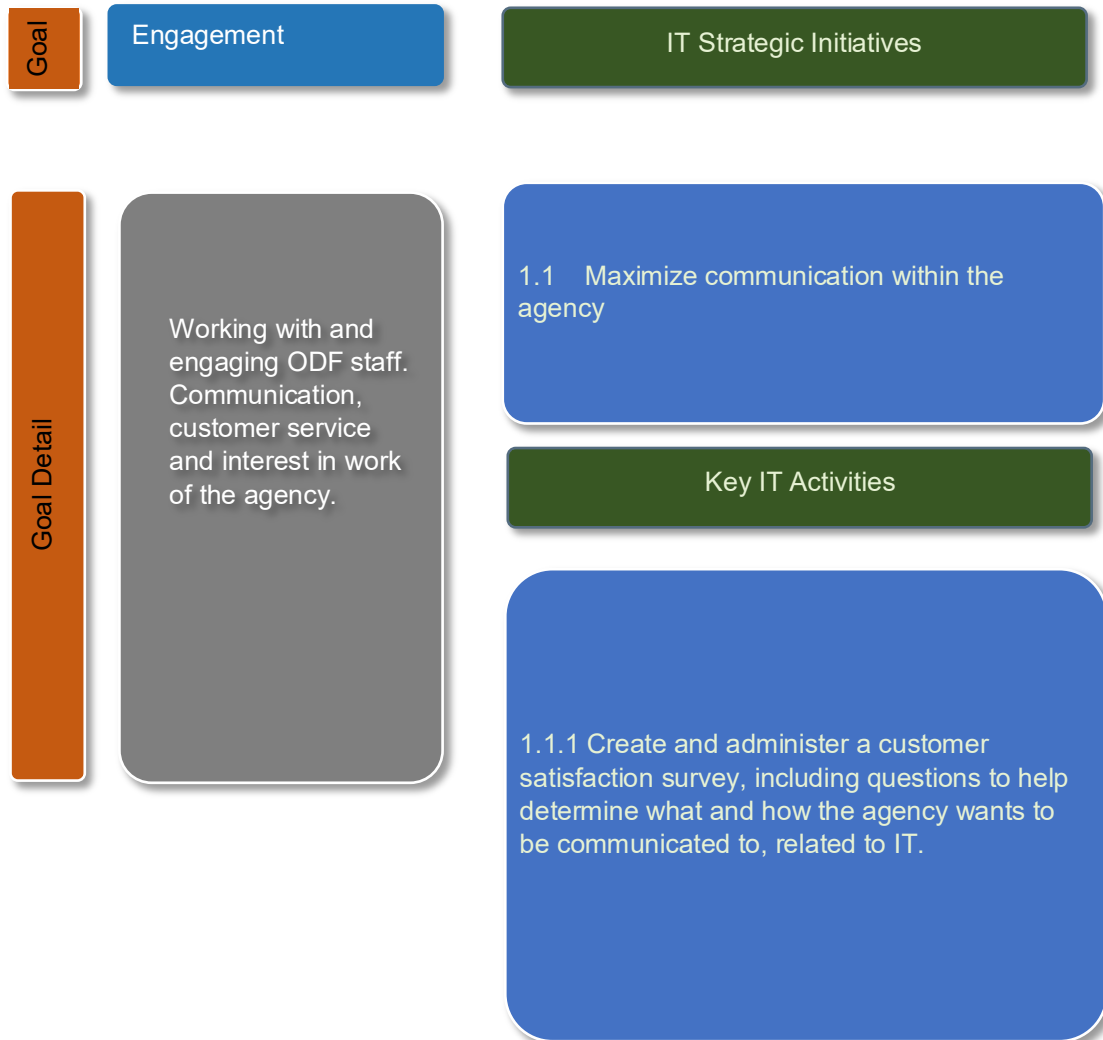 Goal
Engagement
IT Strategic Initiatives
Goal Detail
Working with and
engaging ODF staff.
Communication,
customer service
and interest in work
of the agency.
1.1 Maximize communication within the
agency
Key IT Activities
1.1.1 Create and administer a customer
satisfaction survey, including questions to help
determine what and how the agency wants to
be communicated to, related to IT.